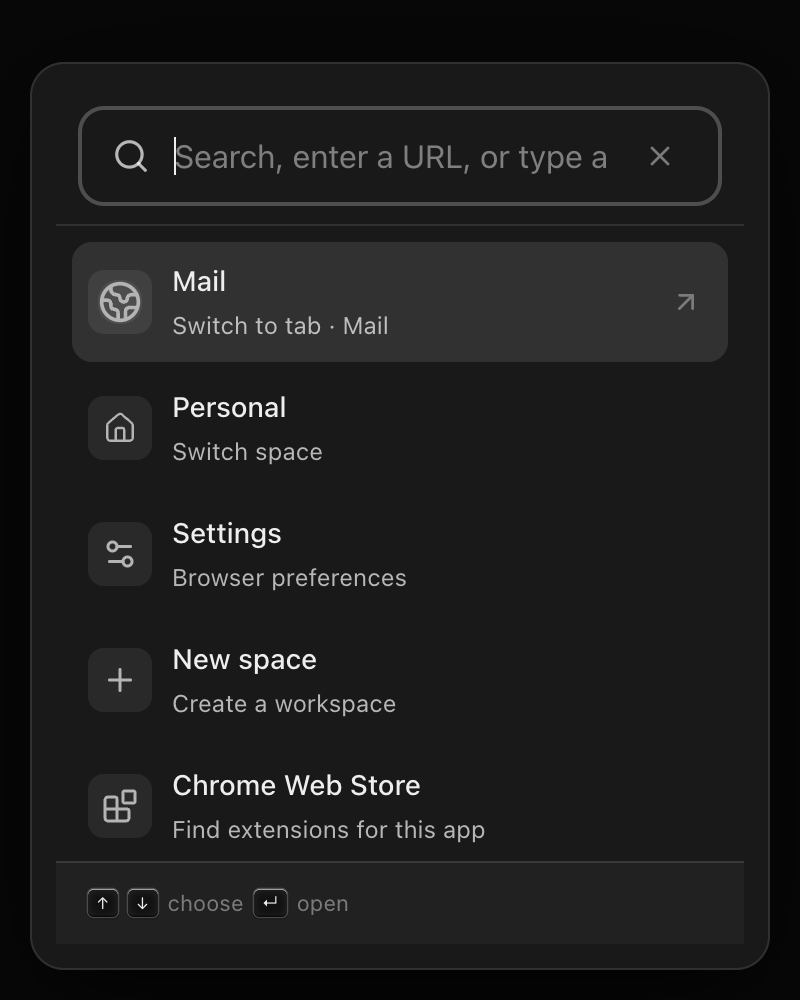 Search, enter a URL, or type a
Mail
Switch to tab · Mail
Personal
Switch space
Settings
Browser preferences
New space
Create a workspace
Chrome Web Store
Find extensions for this app
↑ ↓ choose ↵ open